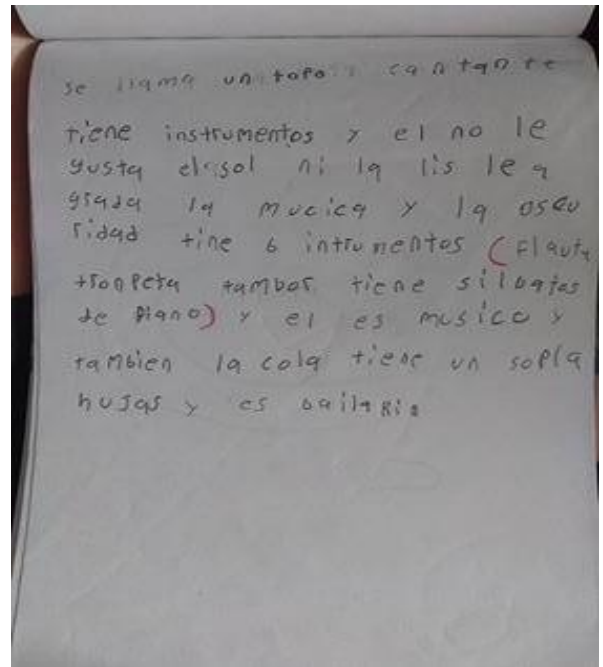 se llama un topo cantante
tiene instrumentos y el no le
gusta el sol ni la lis le a
grada la mucica y la oscu
ridad tine 6 intrumentos (flauta
tronpeta tambor tiene silbatos
de piano) y el es musico y
tambien la cola tiene un sopla
hujas y es bailarin